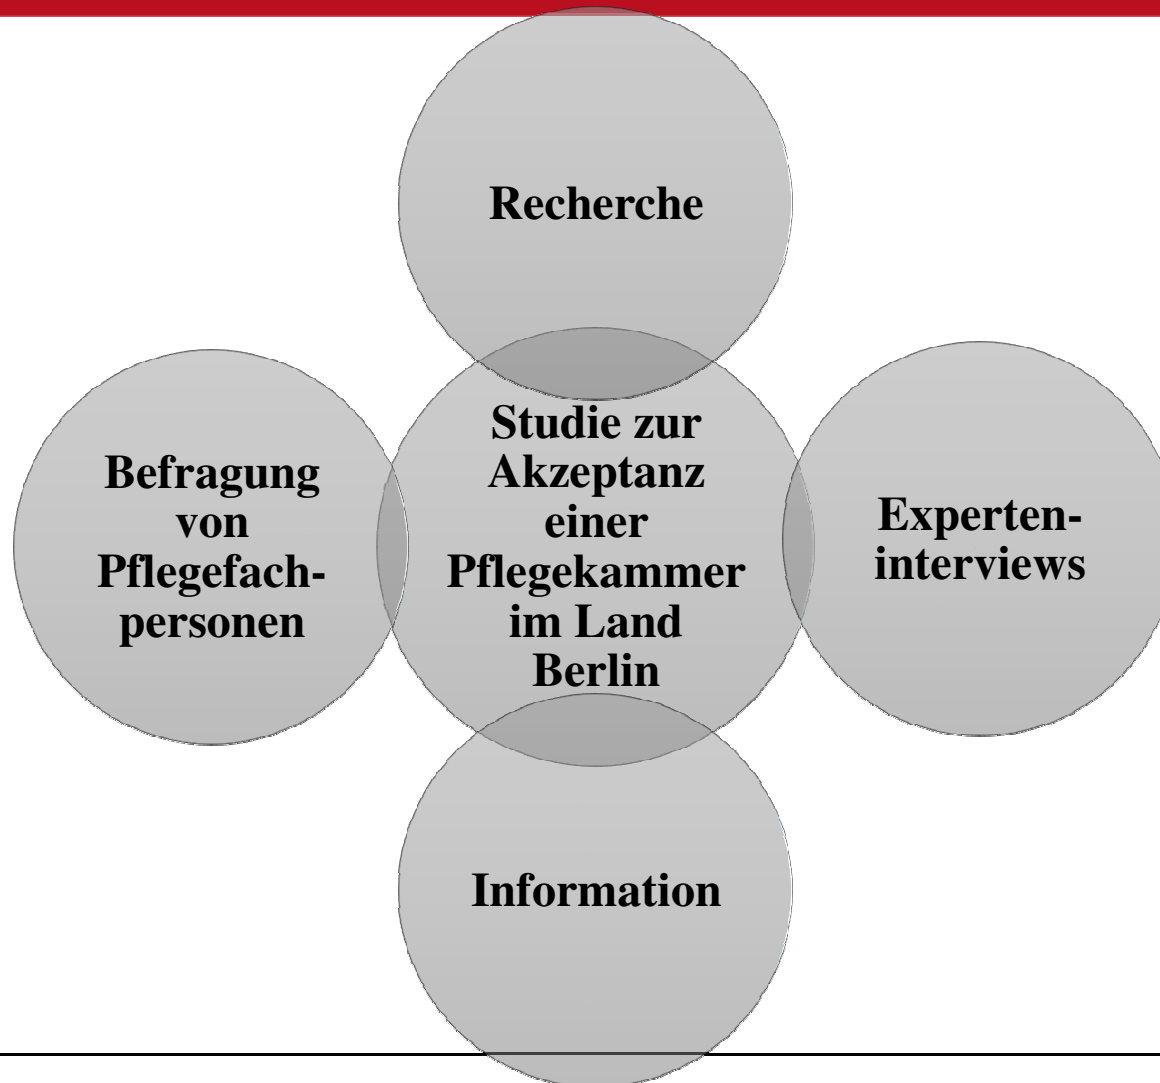 Recherche
Befragung
von
Pflegefach-
personen
Studie zur
Akzeptanz
einer
Pflegekammer
im Land
Berlin
Experten-
interviews
Information